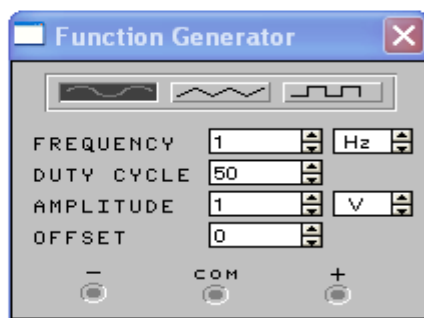 Function Generator
FREQUENCY 1 Hz
DUTY CYCLE 50
AMPLITUDE 1 V
OFFSET 0
- COM +